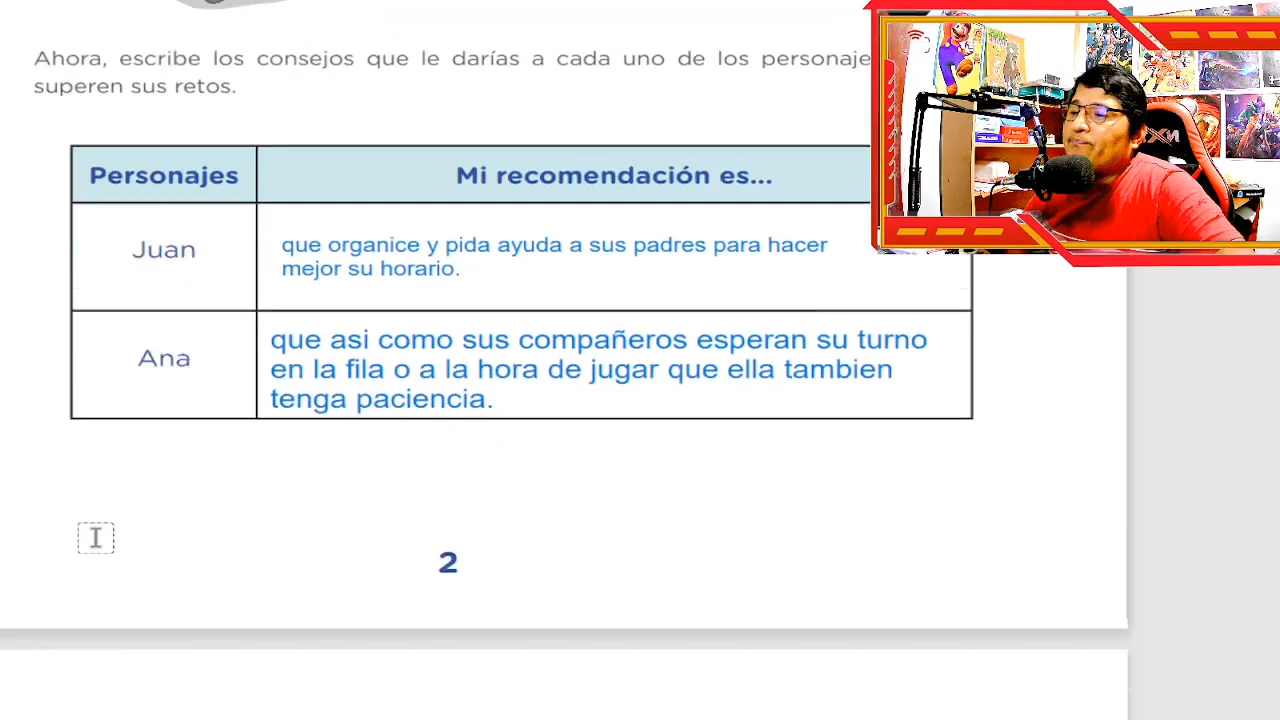 Ahora, escribe los consejos que le darías a cada uno de los personaje
superen sus retos.
Personajes
Mi recomendación es...
Juan
que organice y pida ayuda a sus padres para hacer
mejor su horario.
Ana
que asi como sus compañeros esperan su turno
en la fila o a la hora de jugar que ella tambien
tenga paciencia.
2